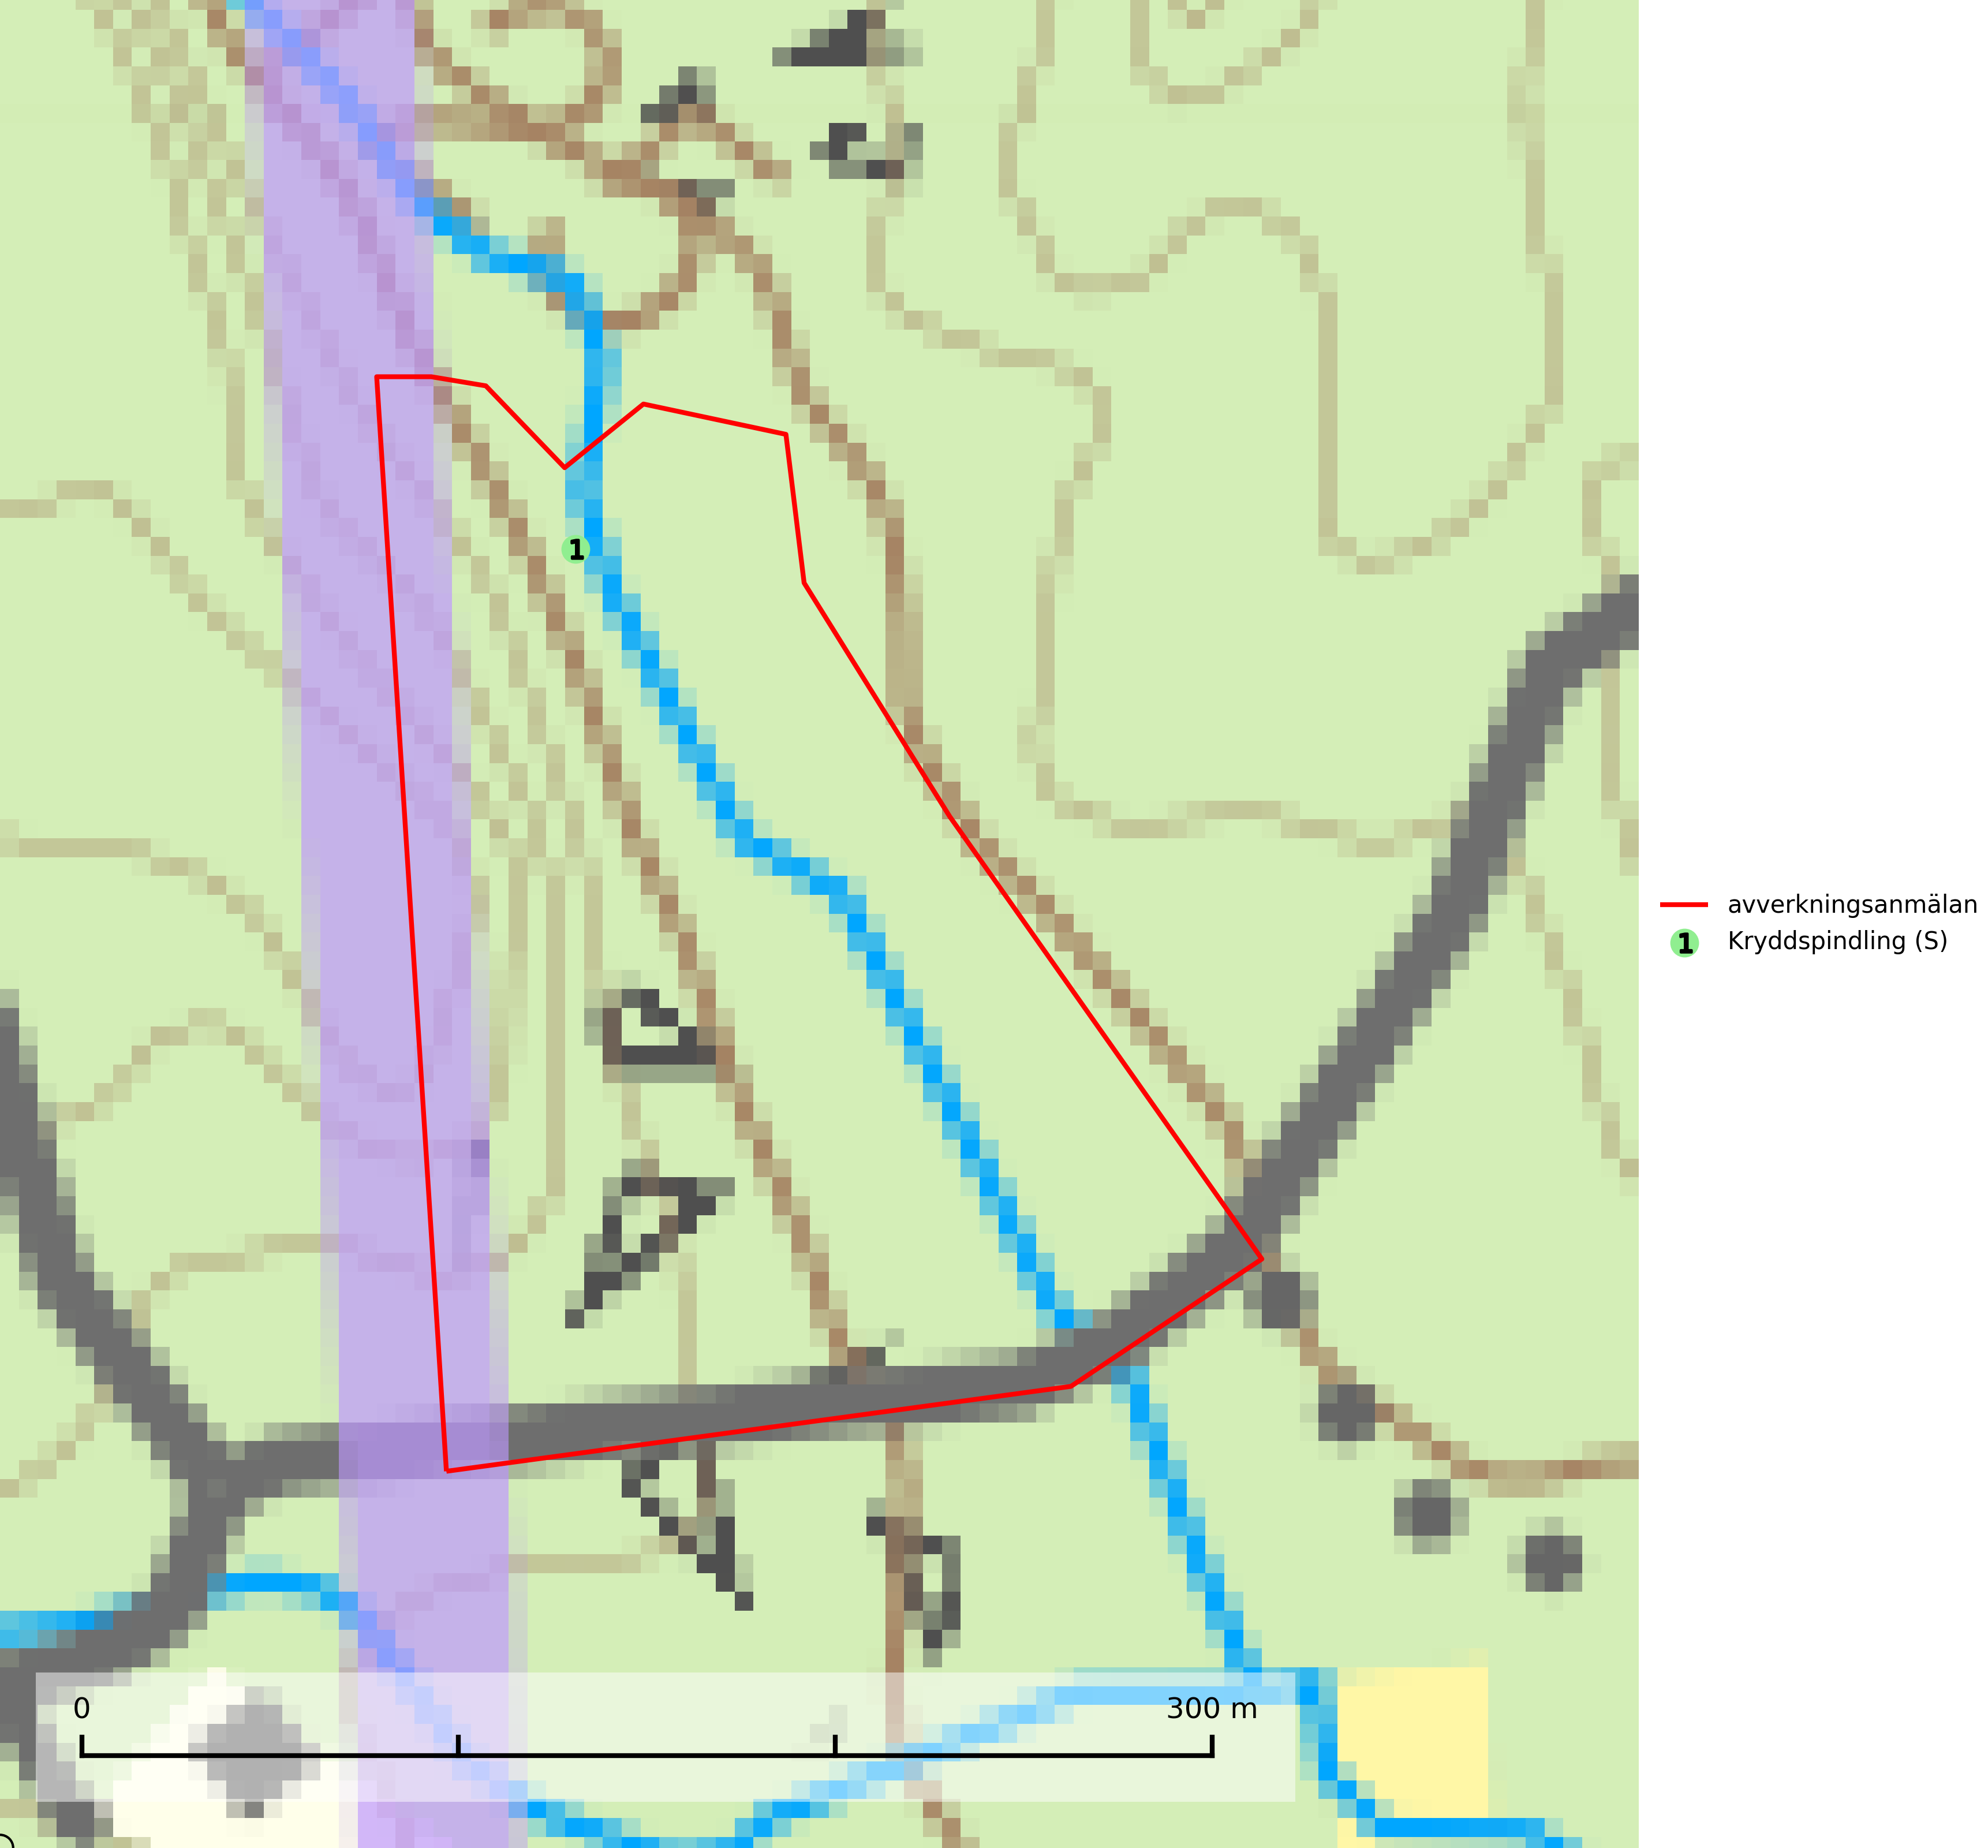 1
avverkningsanmälan
1 Kryddspindling (S)
0 300 m